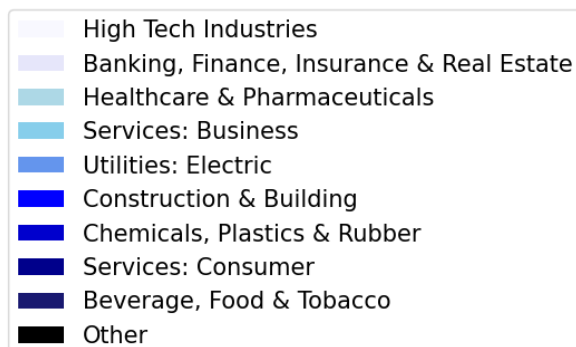 High Tech Industries
Banking, Finance, Insurance & Real Estate
Healthcare & Pharmaceuticals
Services: Business
Utilities: Electric
Construction & Building
Chemicals, Plastics & Rubber
Services: Consumer
Beverage, Food & Tobacco
Other